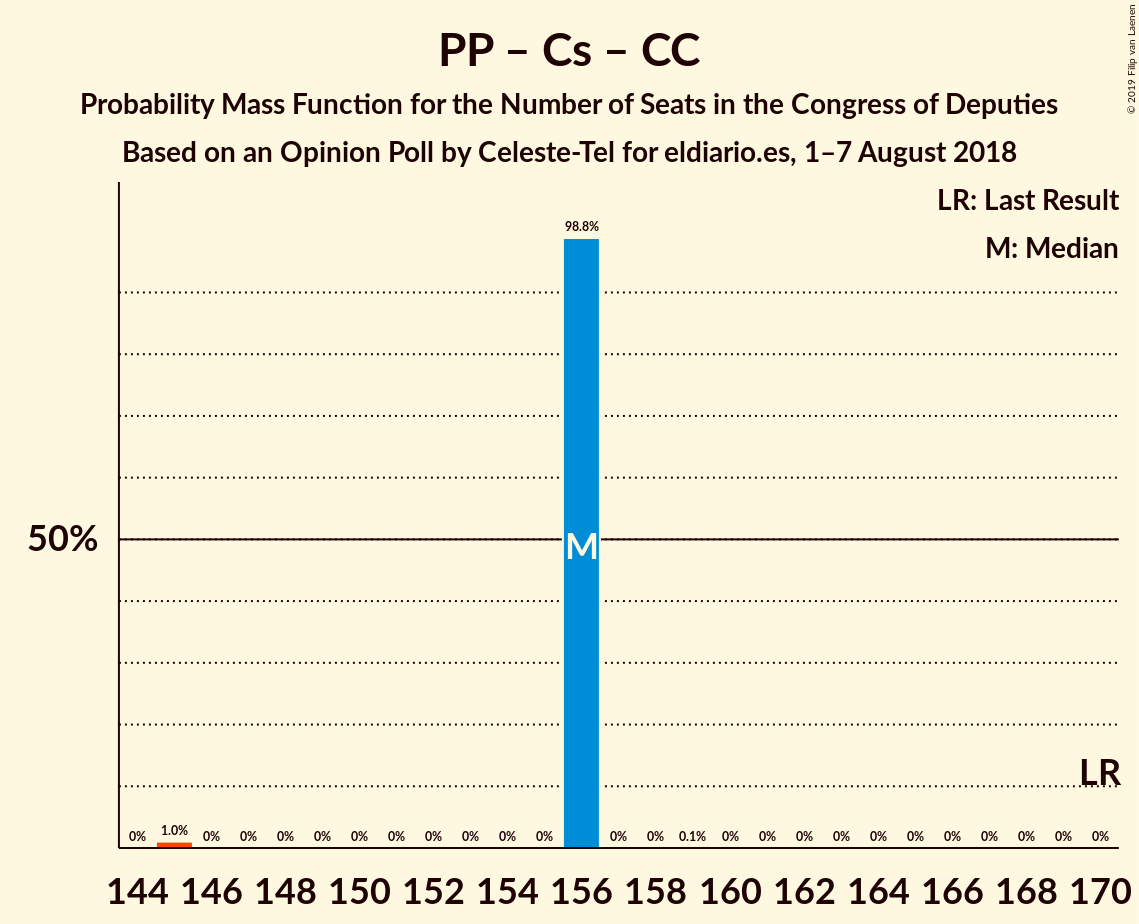 PP – Cs – CC
Probability Mass Function for the Number of Seats in the Congress of Deputies
Based on an Opinion Poll by Celeste-Tel for eldiario.es, 1–7 August 2018
© 2019 Filip van Laenen
LR: Last Result
M: Median
98.8%
50%
M
LR
0% 1.0% 0% 0% 0% 0% 0% 0% 0% 0% 0% 0% 0% 0% 0.1% 0% 0% 0% 0% 0% 0% 0% 0% 0% 0% 0%
144 146 148 150 152 154 156 158 160 162 164 166 168 170